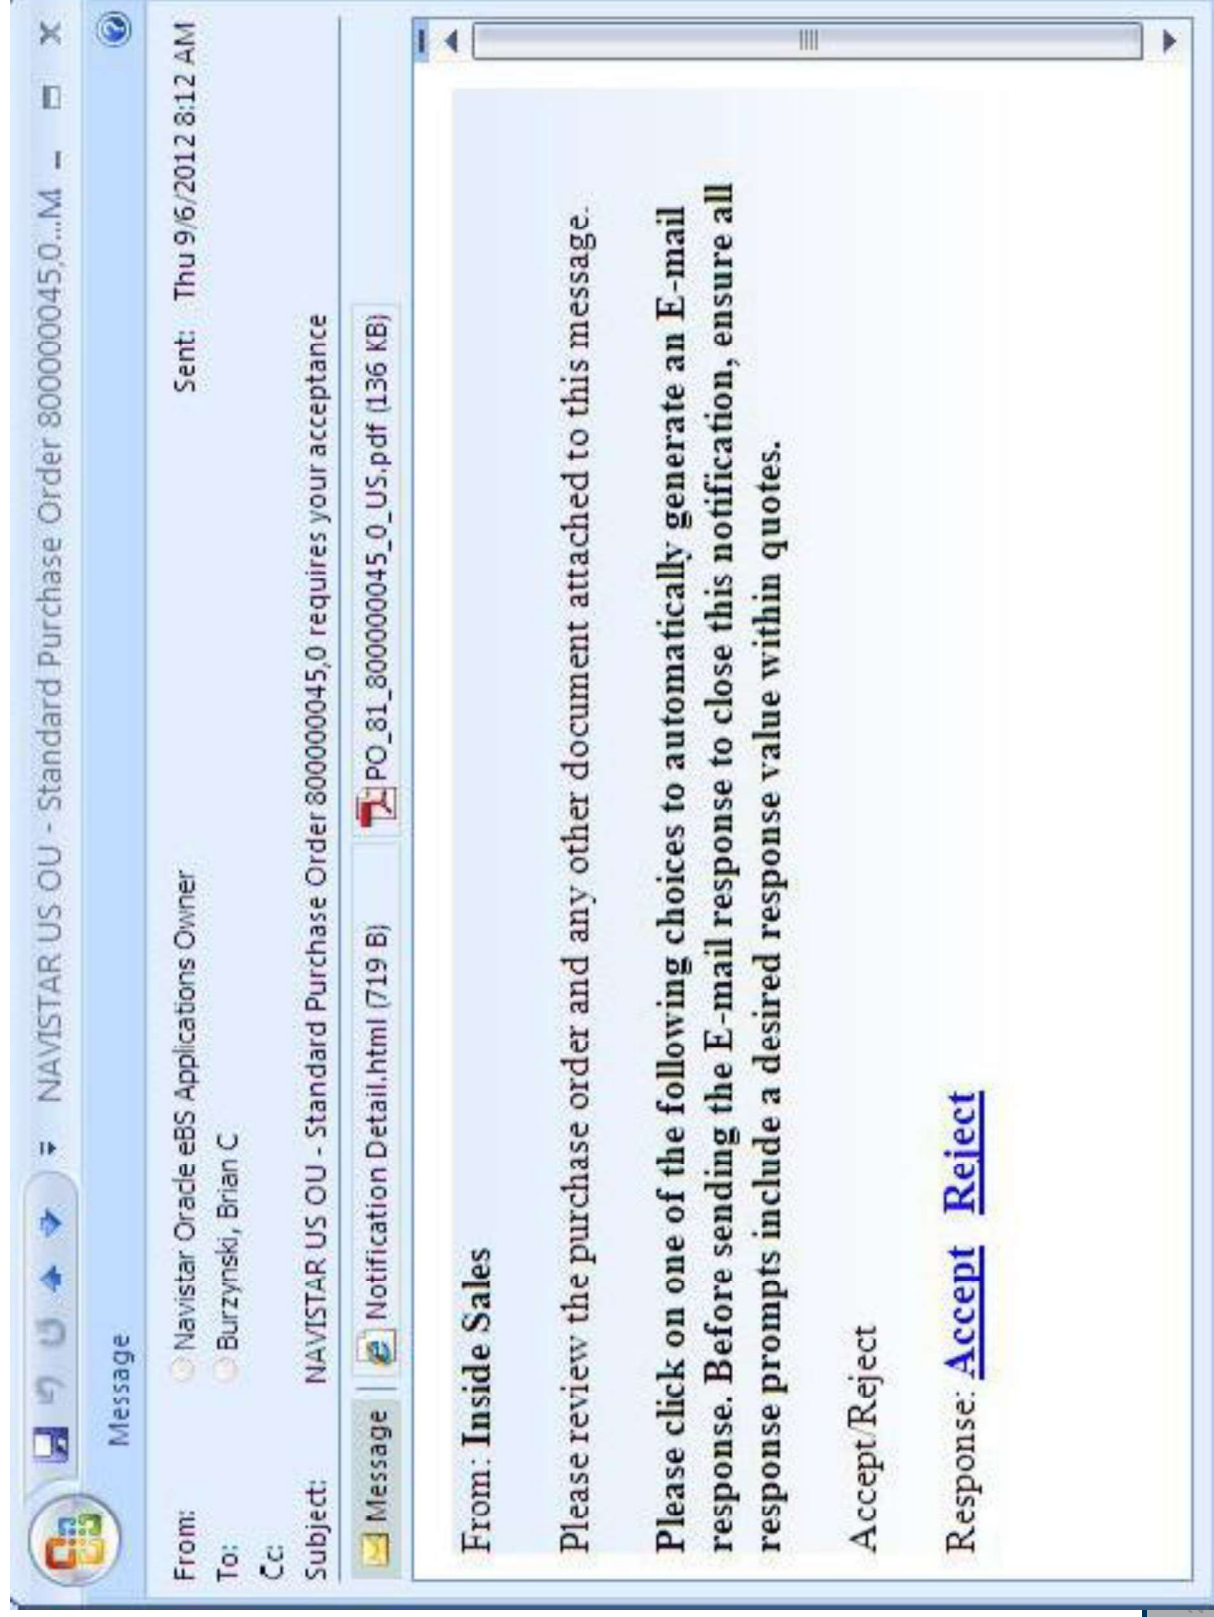 NAVISTAR US OU - Standard Purchase Order 800000045,0...M
Message
From: Navistar Oracle eBS Applications Owner Sent: Thu 9/6/2012 8:12 AM
To: Burzynski, Brian C
Cc:
Subject: NAVISTAR US OU - Standard Purchase Order 800000045,0 requires your acceptance
Message Notification Detail.html (719 B) PO_81_800000045_0_US.pdf (136 KB)
From: Inside Sales
Please review the purchase order and any other document attached to this message.
Please click on one of the following choices to automatically generate an E-mail
response. Before sending the E-mail response to close this notification, ensure all
response prompts include a desired response value within quotes.
Accept/Reject
Response: Accept Reject